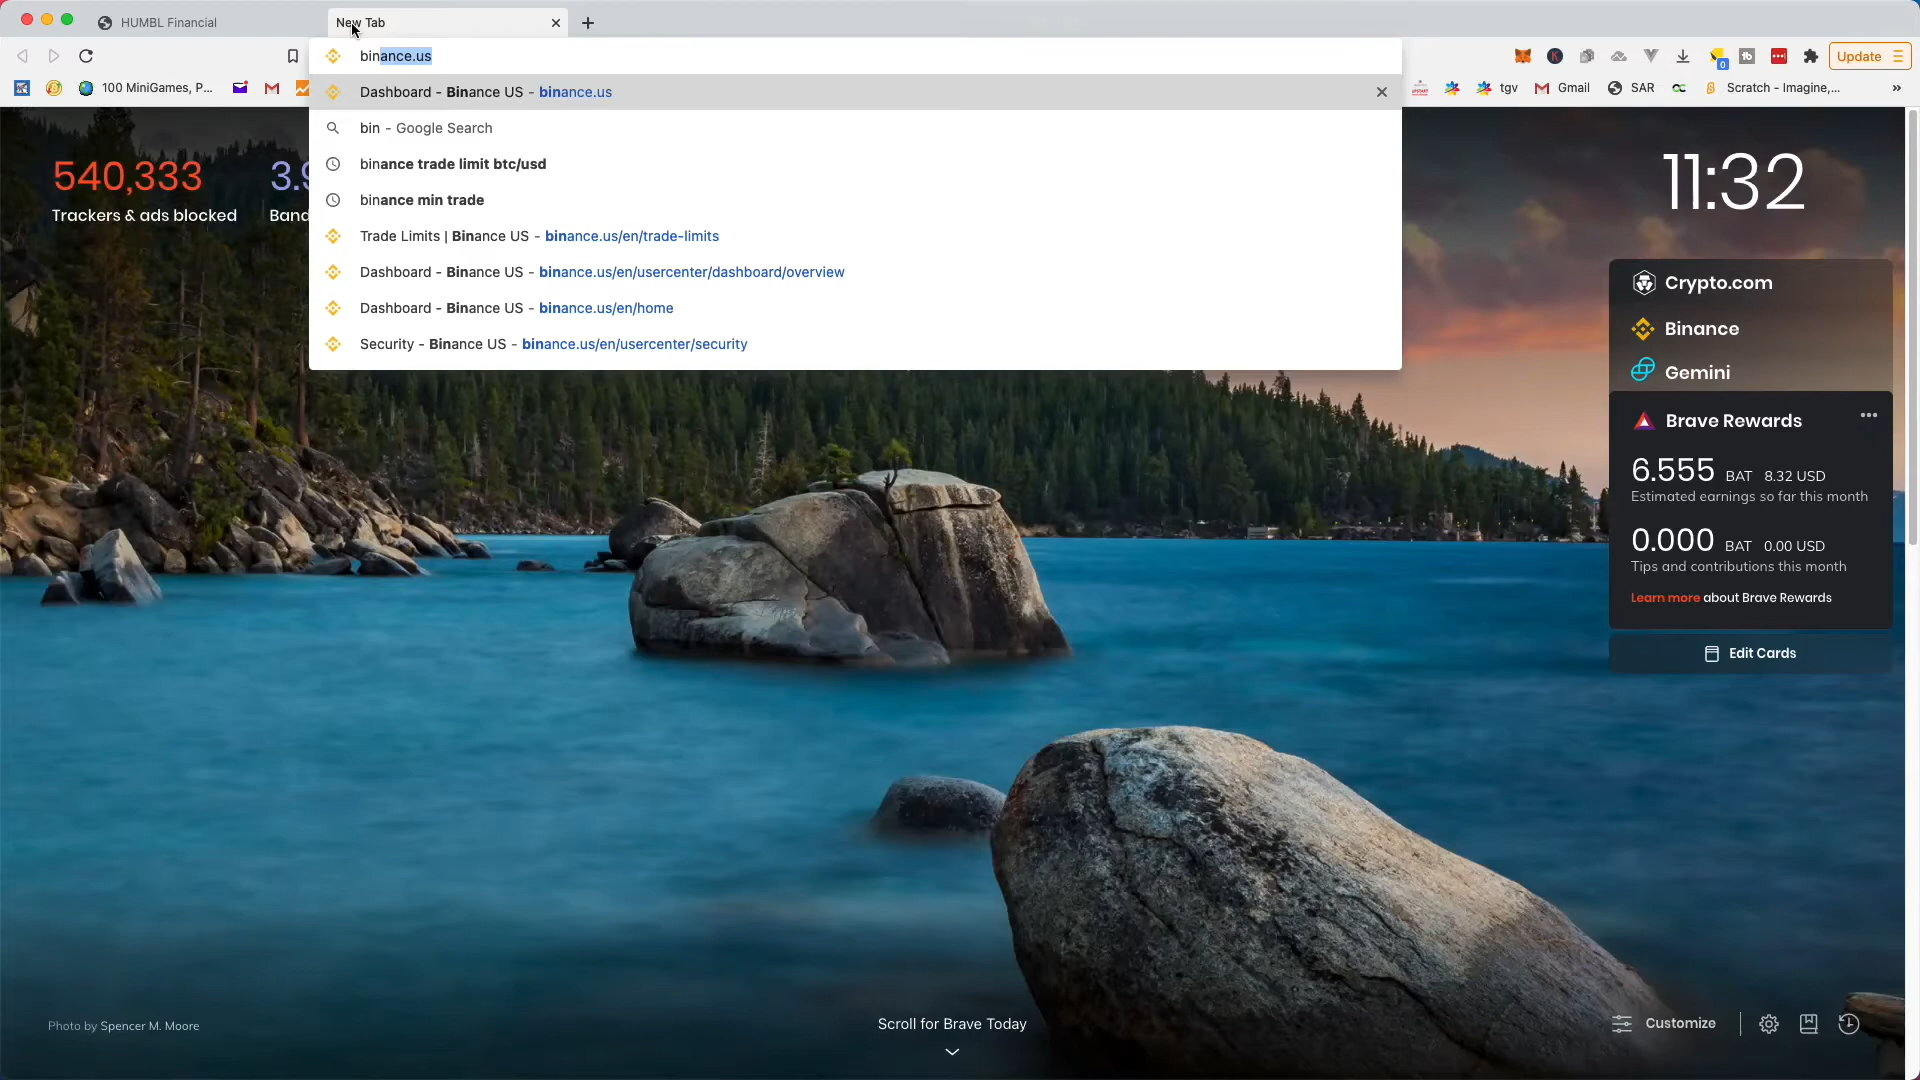 HUMBL Financial
New Tab
binance.us
Update
100 MiniGames, P...
tgv
Gmail
SAR
Scratch - Imagine,...
»
Dashboard - Binance US - binance.us
bin - Google Search
binance trade limit btc/usd
binance min trade
Trade Limits | Binance US - binance.us/en/trade-limits
Dashboard - Binance US - binance.us/en/usercenter/dashboard/overview
Dashboard - Binance US - binance.us/en/home
Security - Binance US - binance.us/en/usercenter/security
540,333
3.9
Trackers & ads blocked
Band
11:32
Crypto.com
Binance
Gemini
Brave Rewards
6.555 BAT 8.32 USD
Estimated earnings so far this month
0.000 BAT 0.00 USD
Tips and contributions this month
Learn more about Brave Rewards
Edit Cards
Photo by Spencer M. Moore
Scroll for Brave Today
Customize